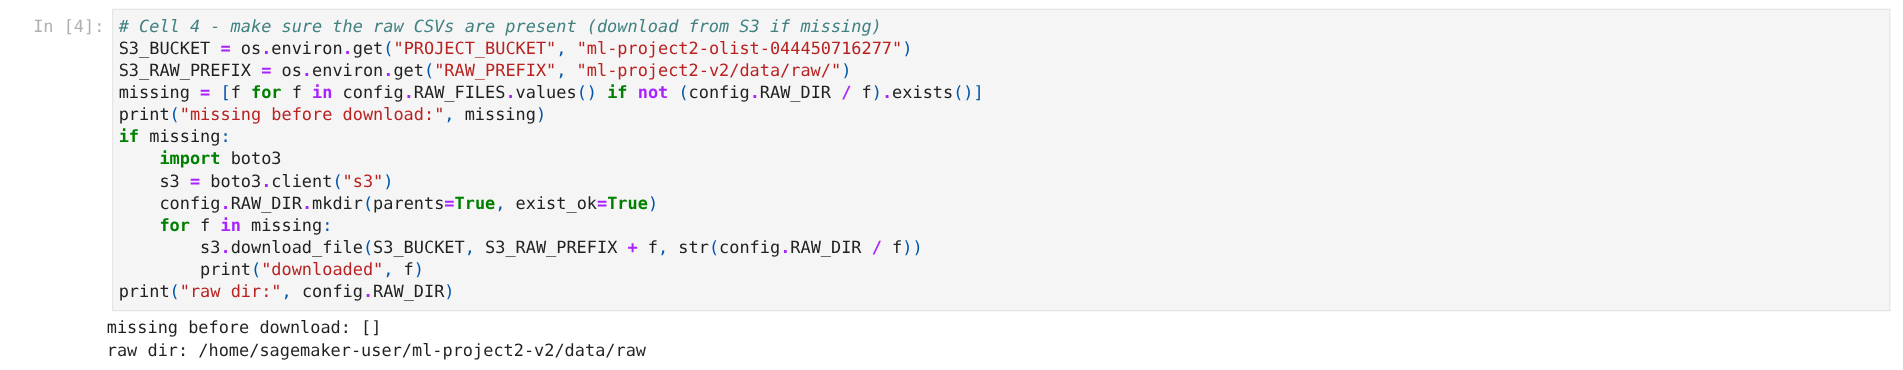 In [4]:
# Cell 4 - make sure the raw CSVs are present (download from S3 if missing)
S3_BUCKET = os.environ.get("PROJECT_BUCKET", "ml-project2-olist-044450716277")
S3_RAW_PREFIX = os.environ.get("RAW_PREFIX", "ml-project2-v2/data/raw/")
missing = [f for f in config.RAW_FILES.values() if not (config.RAW_DIR / f).exists()]
print("missing before download:", missing)
if missing:
    import boto3
    s3 = boto3.client("s3")
    config.RAW_DIR.mkdir(parents=True, exist_ok=True)
    for f in missing:
        s3.download_file(S3_BUCKET, S3_RAW_PREFIX + f, str(config.RAW_DIR / f))
        print("downloaded", f)
print("raw dir:", config.RAW_DIR)
missing before download: []
raw dir: /home/sagemaker-user/ml-project2-v2/data/raw